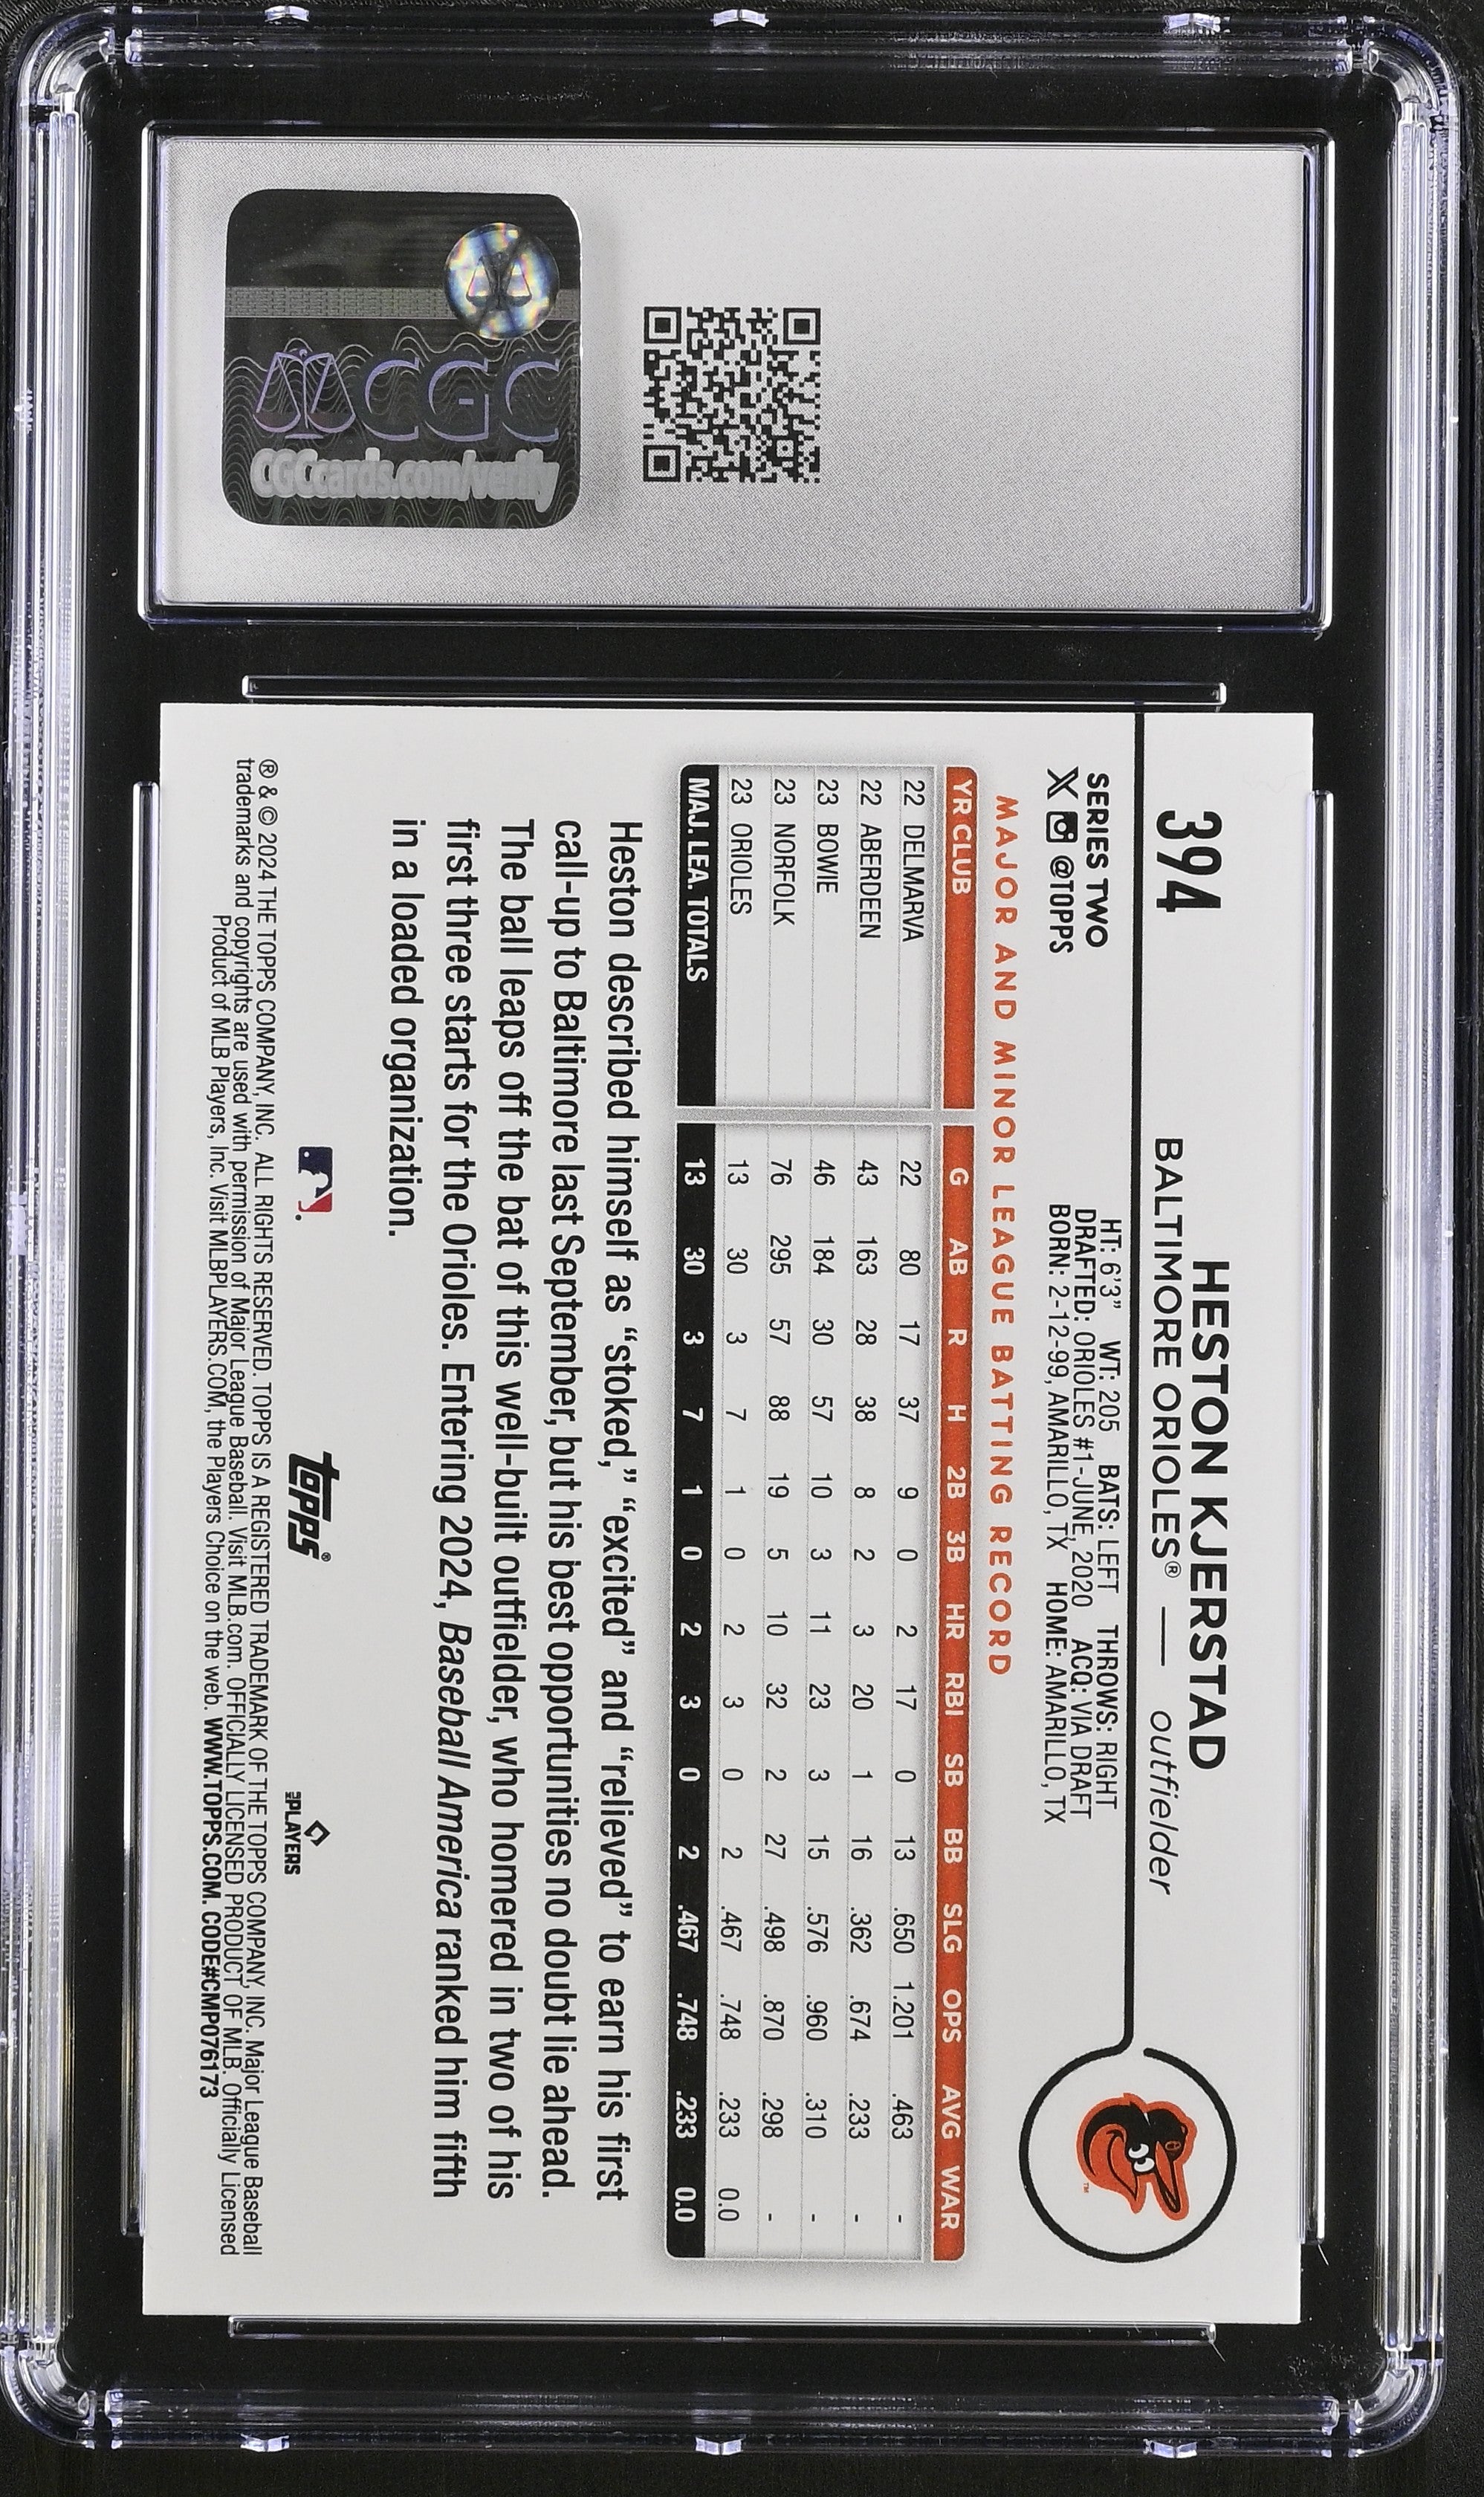 CGC
CGCcards.com/verify
394
HESTON KJERSTAD
BALTIMORE ORIOLES® — outfielder
SERIES TWO
X @TOPPS
HT: 6'3" WT: 205 BATS: LEFT THROWS: RIGHT
DRAFTED: ORIOLES #1-JUNE, 2020 ACQ: VIA DRAFT
BORN: 2-12-99, AMARILLO, TX HOME: AMARILLO, TX
TM
MAJOR AND MINOR LEAGUE BATTING RECORD
YR CLUB G AB R H 2B 3B HR RBI SB BB SLG OPS AVG WAR
22 DELMARVA 22 80 17 37 9 0 2 17 0 13 .650 1.201 .463 -
22 ABERDEEN 43 163 28 38 8 2 3 20 1 16 .362 .674 .233 -
23 BOWIE 46 184 30 57 10 3 11 23 3 15 .576 .960 .310 -
23 NORFOLK 76 295 57 88 19 5 10 32 2 27 .498 .870 .298 -
23 ORIOLES 13 30 3 7 1 0 2 3 0 2 .467 .748 .233 0.0
MAJ. LEA. TOTALS 13 30 3 7 1 0 2 3 0 2 .467 .748 .233 0.0
Heston described himself as “stoked,” “excited” and “relieved” to earn his first
call-up to Baltimore last September, but his best opportunities no doubt lie ahead.
The ball leaps off the bat of this well-built outfielder, who homered in two of his
first three starts for the Orioles. Entering 2024, Baseball America ranked him fifth
in a loaded organization.
topps®
PLAYERS
® & © 2024 THE TOPPS COMPANY, INC. ALL RIGHTS RESERVED. TOPPS IS A REGISTERED TRADEMARK OF THE TOPPS COMPANY, INC. Major League Baseball
trademarks and copyrights are used with permission of Major League Baseball. Visit MLB.com. OFFICIALLY LICENSED PRODUCT OF MLB. Officially Licensed
Product of MLB Players, Inc. Visit MLBPLAYERS.COM, the Players Choice on the web. WWW.TOPPS.COM. CODE#CMP076173